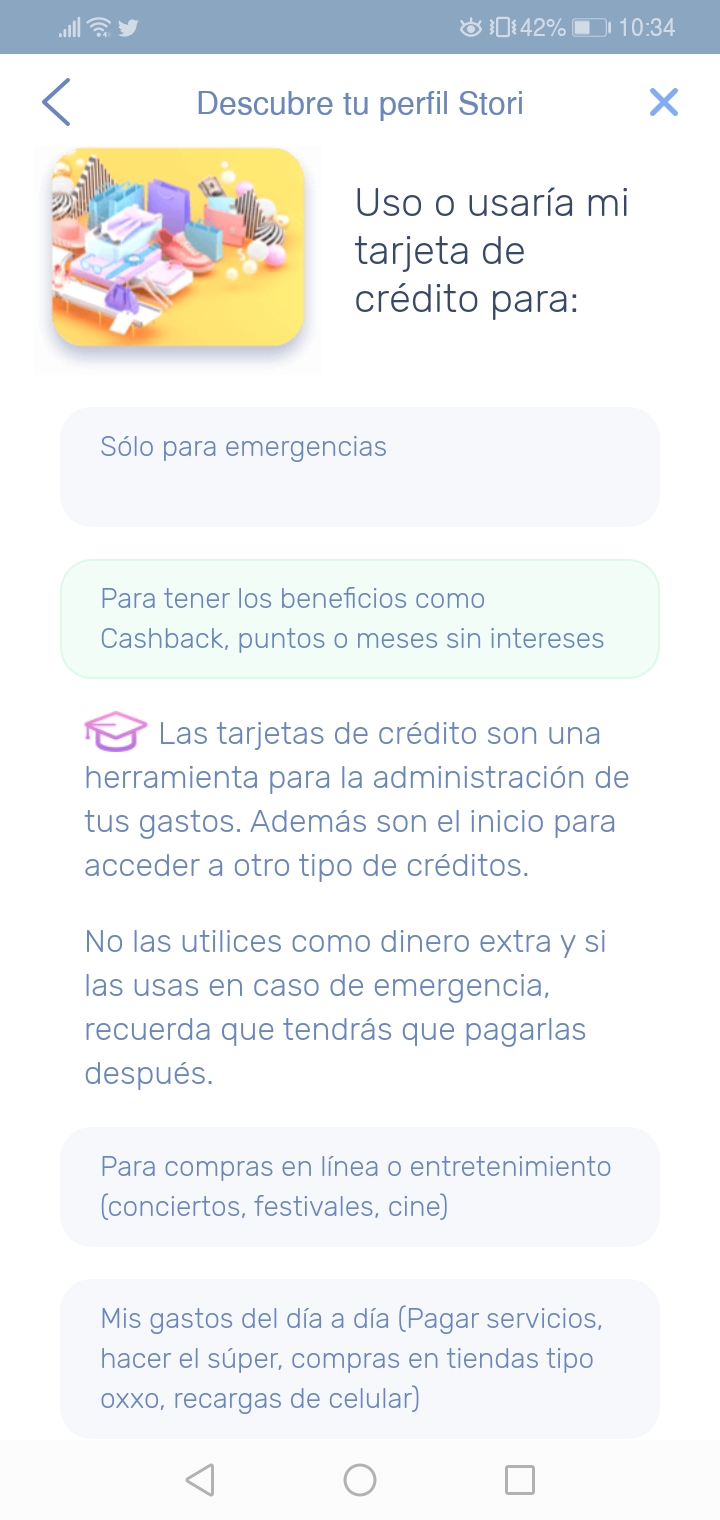 42% 10:34
Descubre tu perfil Stori
Uso o usaría mi
tarjeta de
crédito para:
Sólo para emergencias
Para tener los beneficios como
Cashback, puntos o meses sin intereses
Las tarjetas de crédito son una
herramienta para la administración de
tus gastos. Además son el inicio para
acceder a otro tipo de créditos.
No las utilices como dinero extra y si
las usas en caso de emergencia,
recuerda que tendrás que pagarlas
después.
Para compras en línea o entretenimiento
(conciertos, festivales, cine)
Mis gastos del día a día (Pagar servicios,
hacer el súper, compras en tiendas tipo
oxxo, recargas de celular)